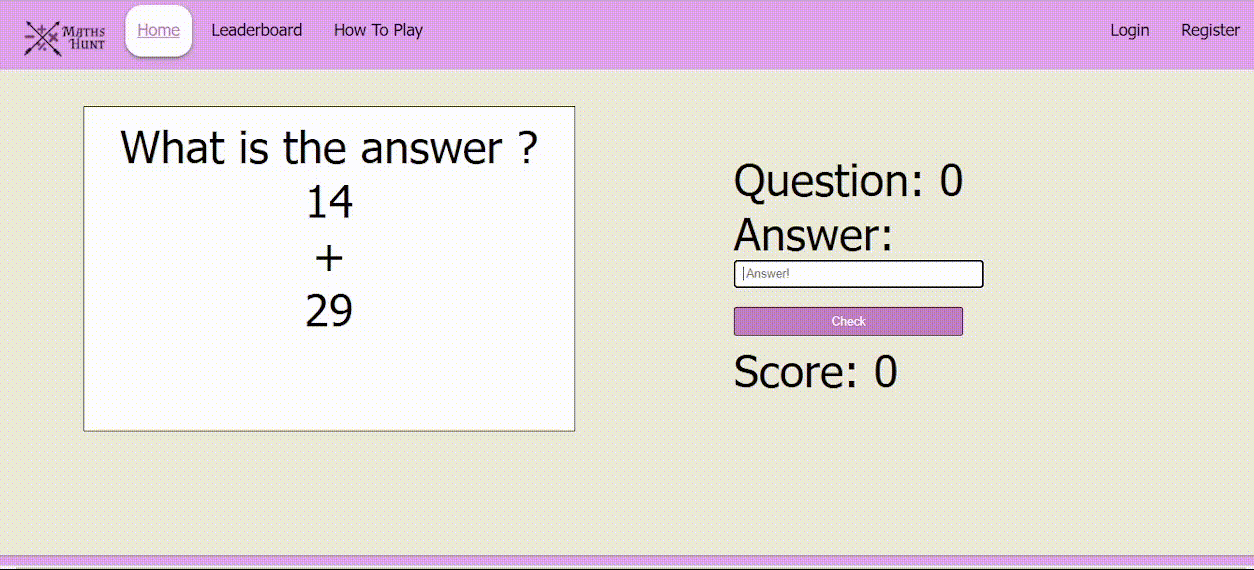 Maths
Hunt
Home
Leaderboard
How To Play
Login
Register
What is the answer ?
14
+
29
Question: 0
Answer:
Answer!
Check
Score: 0